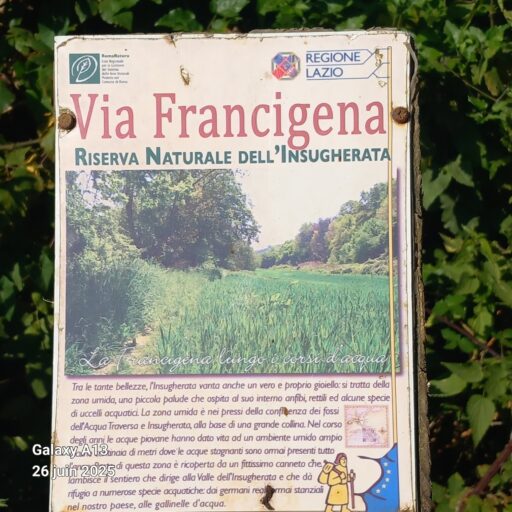 RomaNatura
REGIONE
LAZIO
Via Francigena
RISERVA NATURALE DELL'INSUGHERATA
La Francigena lungo i corsi d'acqua
Tra le tante bellezze, l'Insugherata vanta anche un vero e proprio gioiello: si tratta della
zona umida, una piccola palude che ospita al suo interno anfibi, rettili ed alcune specie
di uccelli acquatici. La zona umida è nei pressi della confluenza dei fossi
dell'Acqua Traversa e Insugherata, alla base di una grande collina. Nel corso
degli anni le acque piovane hanno dato vita ad un ambiente umido ampio
di metri dove le acque stagnanti sono ormai presenti tutto
di questa zona è ricoperta da un fittissimo canneto che
lambisce il sentiero che dirige alla Valle dell'Insugherata e che dà
rifugio a numerose specie acquatiche: dai germani reali ormai stanziali
nel nostro paese, alle gallinelle d'acqua.
Galaxy A13
26 juin 2025